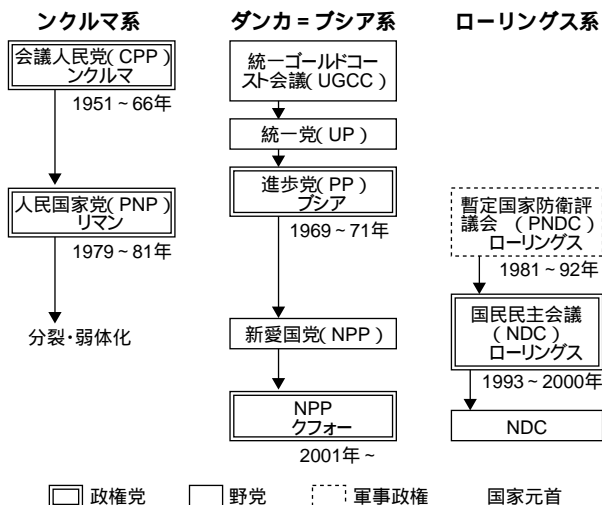 ンクルマ系
会議人民党(CPP)
ンクルマ
1951～66年
人民国家党(PNP)
リマン
1979～81年
分裂・弱体化
ダンカ=ブシア系
統一ゴールドコー
スト会議(UGCC)
統一党(UP)
進歩党(PP)
ブシア
1969～71年
新愛国党(NPP)
NPP
クフォー
2001年～
ローリングス系
暫定国家防衛評
議会 (PNDC)
ローリングス
1981～92年
国民民主会議
(NDC)
ローリングス
1993～2000年
NDC
政権党 野党 軍事政権 国家元首